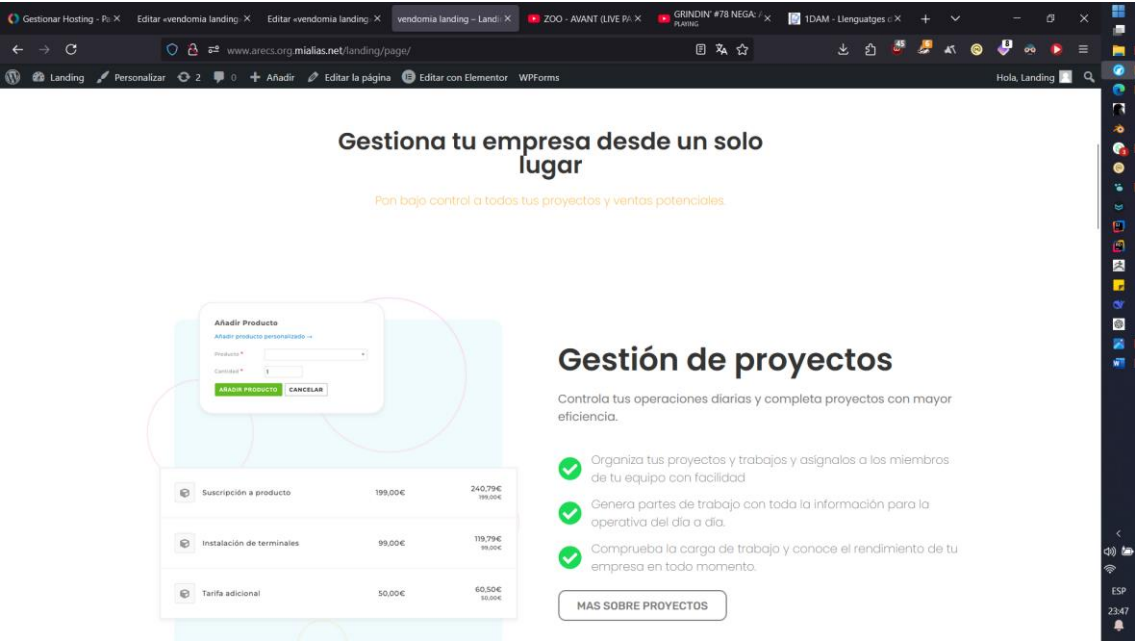 Gestionar Hosting - Pa
Editar «vendomia landing
Editar «vendomia landing
vendomia landing – Landi
ZOO - AVANT (LIVE PA
GRINDIN' #78 NEGA: /
PLAYING
1DAM - Llenguatges d
www.arecs.org.mialias.net/landing/page/
45
Landing
Personalizar
2
0
Añadir
Editar la página
Editar con Elementor
WPForms
Hola, Landing
Gestiona tu empresa desde un solo
lugar
Pon bajo control a todos tus proyectos y ventas potenciales.
Añadir Producto
Añadir producto personalizado →
Producto *
Cantidad *
1
AÑADIR PRODUCTO
CANCELAR
Suscripción a producto 199,00€ 240,79€
199,00€
Instalación de terminales 99,00€ 119,79€
99,00€
Tarifa adicional 50,00€ 60,50€
50,00€
Gestión de proyectos
Controla tus operaciones diarias y completa proyectos con mayor
eficiencia.
Organiza tus proyectos y trabajos y asígnalos a los miembros
de tu equipo con facilidad
Genera partes de trabajo con toda la información para la
operativa del día a día.
Comprueba la carga de trabajo y conoce el rendimiento de tu
empresa en todo momento.
MAS SOBRE PROYECTOS
ESP
23:47